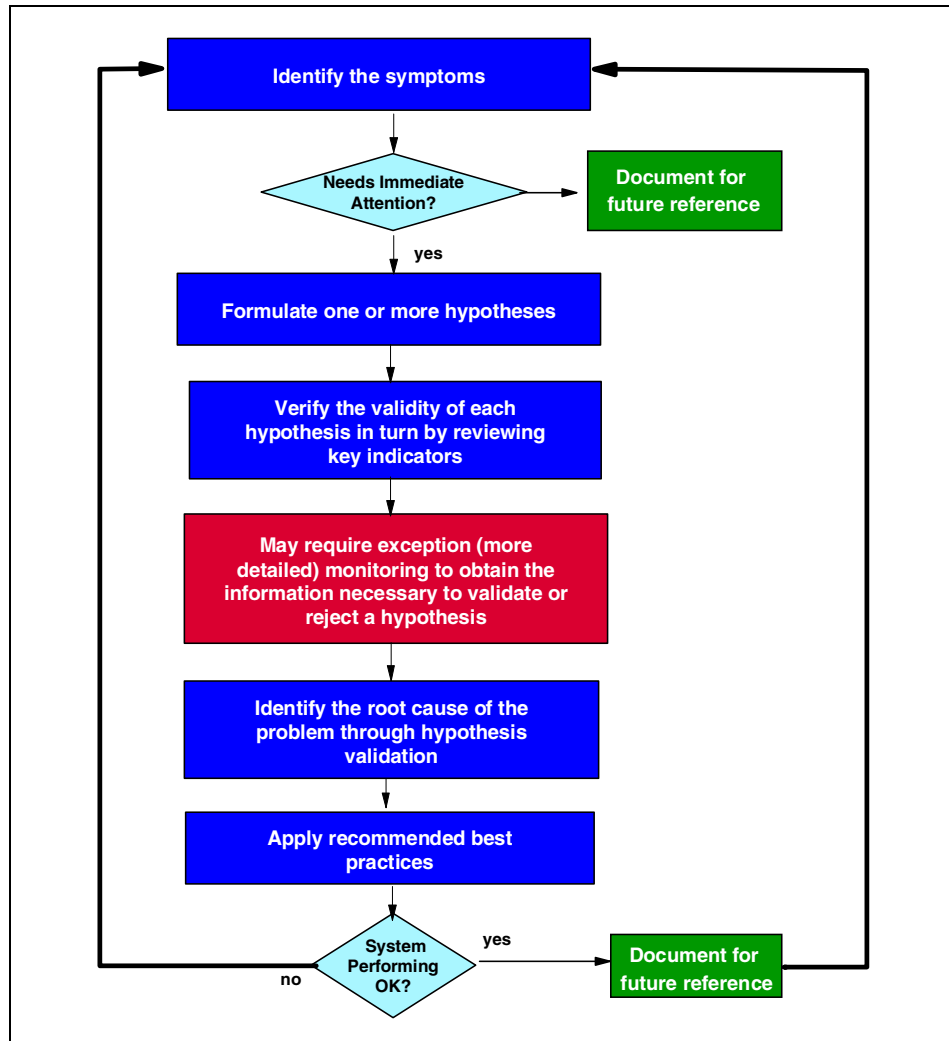 Identify the symptoms
Needs Immediate
Attention?
Document for
future reference
yes
Formulate one or more hypotheses
Verify the validity of each
hypothesis in turn by reviewing
key indicators
May require exception (more
detailed) monitoring to obtain the
information necessary to validate or
reject a hypothesis
Identify the root cause of the
problem through hypothesis
validation
Apply recommended best
practices
System
Performing
OK?
yes
no
Document for
future reference